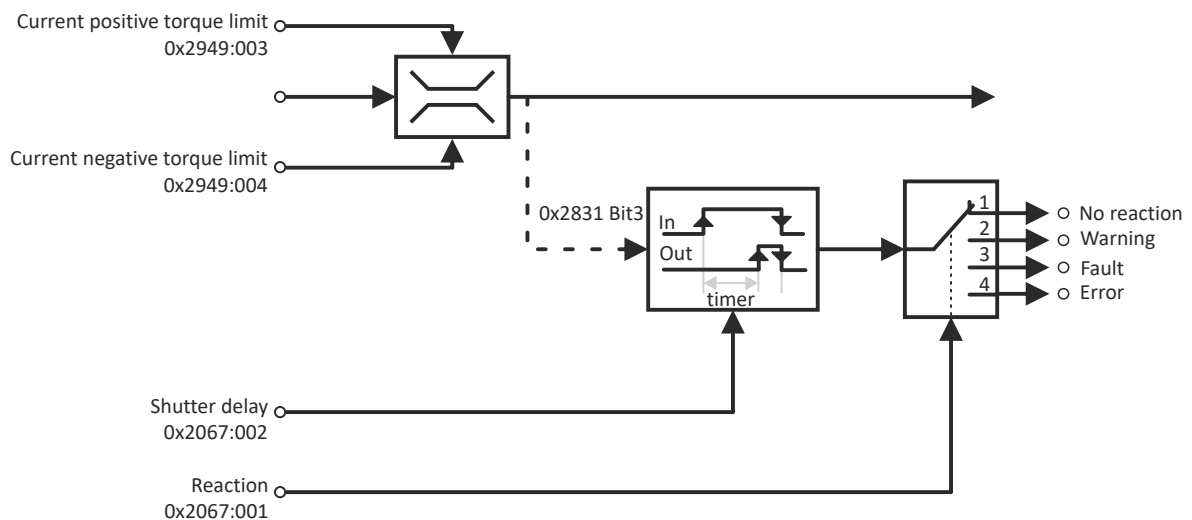 Current positive torque limit
0x2949:003
Current negative torque limit
0x2949:004
0x2831 Bit3
In
Out
timer
1
2
3
4
No reaction
Warning
Fault
Error
Shutter delay
0x2067:002
Reaction
0x2067:001